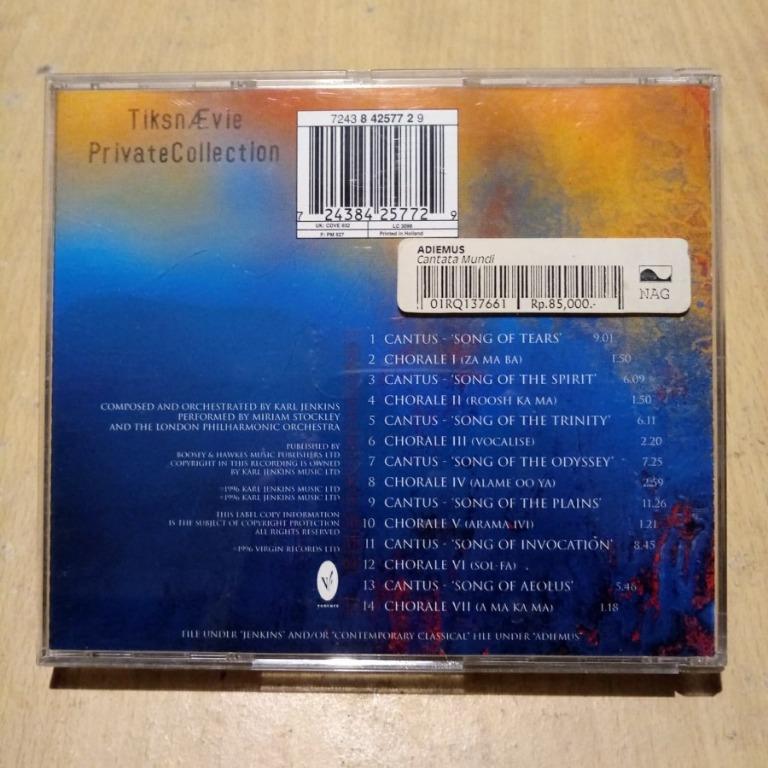 TiksnÆvie
PrivateCollection
7243 8 42577 2 9
7 24384 25772 9
UK: CDVE 932
LC 3098
F: PM 527
Printed in Holland
ADIEMUS
Cantata Mundi
01RQ137661
Rp.85,000.-
NAG
1 CANTUS - 'SONG OF TEARS' 9.01
2 CHORALE I (ZA MA BA) 1.50
3 CANTUS - 'SONG OF THE SPIRIT' 6.09
4 CHORALE II (ROOSH KA MA) 1.50
5 CANTUS - 'SONG OF THE TRINITY' 6.11
6 CHORALE III (VOCALISE) 2.20
7 CANTUS - 'SONG OF THE ODYSSEY' 7.25
8 CHORALE IV (ALAME OO YA) 2.59
9 CANTUS - 'SONG OF THE PLAINS' 11.26
10 CHORALE V (ARAMA IVI) 1.21
11 CANTUS - 'SONG OF INVOCATION' 8.45
12 CHORALE VI (SOL-FA)
13 CANTUS - 'SONG OF AEOLUS' 5.46
14 CHORALE VII (A MA KA MA) 1.18
COMPOSED AND ORCHESTRATED BY KARL JENKINS
PERFORMED BY MIRIAM STOCKLEY
AND THE LONDON PHILHARMONIC ORCHESTRA
PUBLISHED BY
BOOSEY & HAWKES MUSIC PUBLISHERS LTD
COPYRIGHT IN THIS RECORDING IS OWNED
BY KARL JENKINS MUSIC LTD
℗1996 KARL JENKINS MUSIC LTD
©1996 KARL JENKINS MUSIC LTD
THIS LABEL COPY INFORMATION
IS THE SUBJECT OF COPYRIGHT PROTECTION
ALL RIGHTS RESERVED
©1996 VIRGIN RECORDS LTD
VENTURE
FILE UNDER "JENKINS" AND/OR "CONTEMPORARY CLASSICAL" FILE UNDER "ADIEMUS"